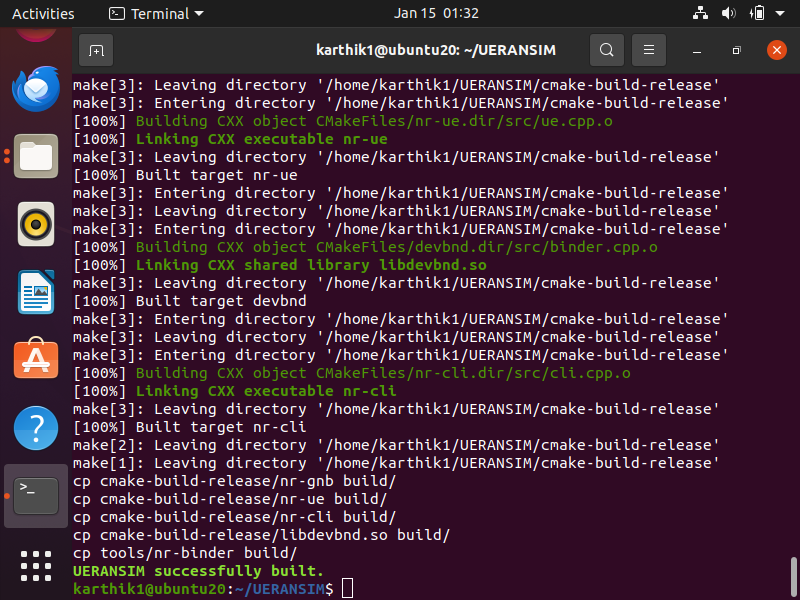 Activities
Terminal
Jan 15 01:32
karthik1@ubuntu20: ~/UERANSIM
make[3]: Leaving directory '/home/karthik1/UERANSIM/cmake-build-release'
make[3]: Entering directory '/home/karthik1/UERANSIM/cmake-build-release'
[100%] Building CXX object CMakeFiles/nr-ue.dir/src/ue.cpp.o
[100%] Linking CXX executable nr-ue
make[3]: Leaving directory '/home/karthik1/UERANSIM/cmake-build-release'
[100%] Built target nr-ue
make[3]: Entering directory '/home/karthik1/UERANSIM/cmake-build-release'
make[3]: Leaving directory '/home/karthik1/UERANSIM/cmake-build-release'
make[3]: Entering directory '/home/karthik1/UERANSIM/cmake-build-release'
[100%] Building CXX object CMakeFiles/devbnd.dir/src/binder.cpp.o
[100%] Linking CXX shared library libdevbnd.so
make[3]: Leaving directory '/home/karthik1/UERANSIM/cmake-build-release'
[100%] Built target devbnd
make[3]: Entering directory '/home/karthik1/UERANSIM/cmake-build-release'
make[3]: Leaving directory '/home/karthik1/UERANSIM/cmake-build-release'
make[3]: Entering directory '/home/karthik1/UERANSIM/cmake-build-release'
[100%] Building CXX object CMakeFiles/nr-cli.dir/src/cli.cpp.o
[100%] Linking CXX executable nr-cli
make[3]: Leaving directory '/home/karthik1/UERANSIM/cmake-build-release'
[100%] Built target nr-cli
make[2]: Leaving directory '/home/karthik1/UERANSIM/cmake-build-release'
make[1]: Leaving directory '/home/karthik1/UERANSIM/cmake-build-release'
cp cmake-build-release/nr-gnb build/
cp cmake-build-release/nr-ue build/
cp cmake-build-release/nr-cli build/
cp cmake-build-release/libdevbnd.so build/
cp tools/nr-binder build/
UERANSIM successfully built.
karthik1@ubuntu20:~/UERANSIM$